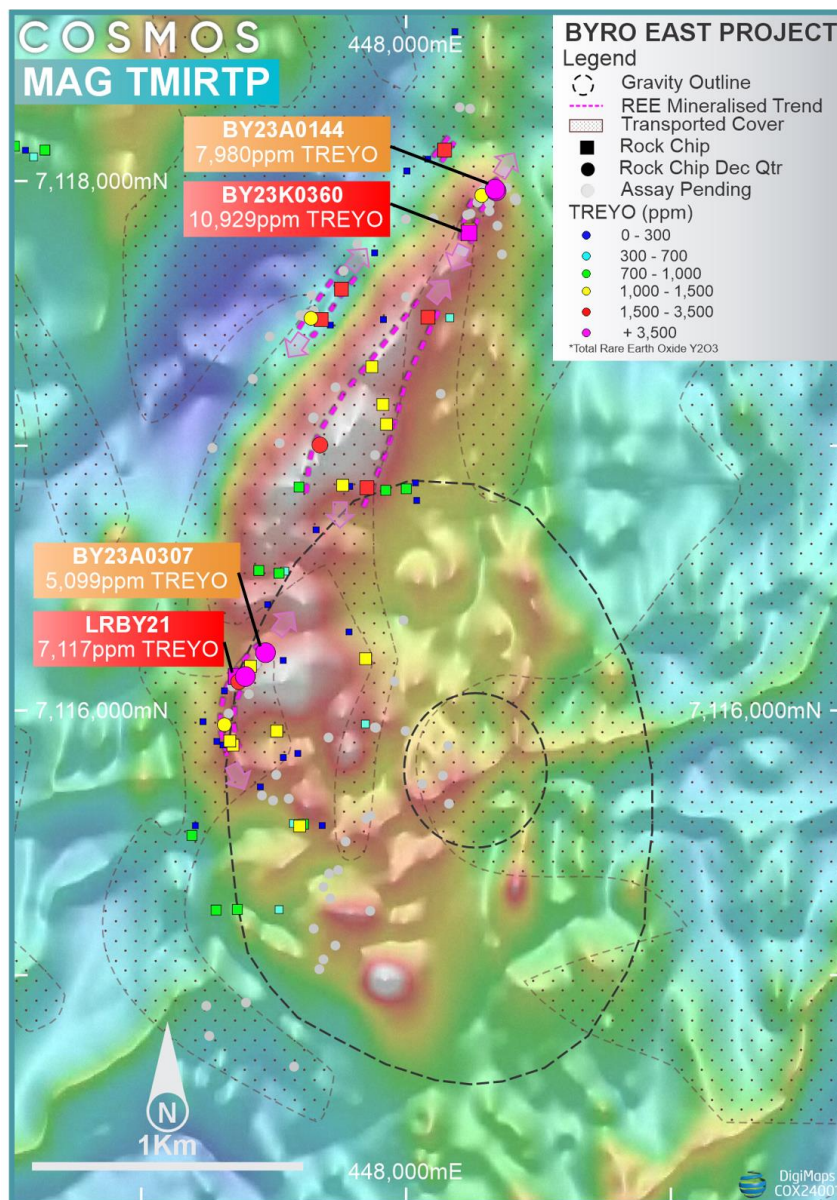 COSMOS
MAG TMIRTP
448,000mE
BYRO EAST PROJECT
Legend
Gravity Outline
REE Mineralised Trend
Transported Cover
Rock Chip
Rock Chip Dec Qtr
Assay Pending
TREYO (ppm)
0 - 300
300 - 700
700 - 1,000
1,000 - 1,500
1,500 - 3,500
+ 3,500
*Total Rare Earth Oxide Y2O3
BY23A0144
7,980ppm TREYO
7,118,000mN
BY23K0360
10,929ppm TREYO
BY23A0307
5,099ppm TREYO
LRBY21
7,117ppm TREYO
7,116,000mN
7,116,000mN
N
1Km
448,000mE
DigiMaps
COX2400